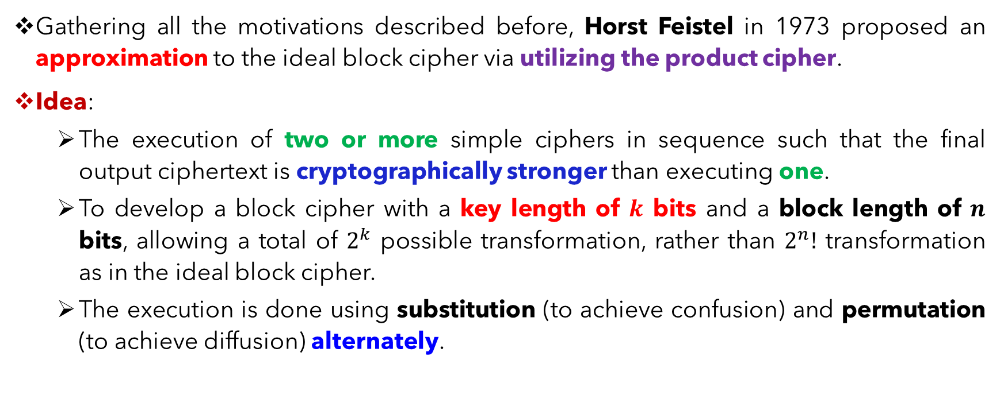 ❖Gathering all the motivations described before, Horst Feistel in 1973 proposed an
approximation to the ideal block cipher via utilizing the product cipher.
❖Idea:
➢The execution of two or more simple ciphers in sequence such that the final
output ciphertext is cryptographically stronger than executing one.
➢To develop a block cipher with a key length of k bits and a block length of n
bits, allowing a total of 2^k possible transformation, rather than 2^n! transformation
as in the ideal block cipher.
➢The execution is done using substitution (to achieve confusion) and permutation
(to achieve diffusion) alternately.